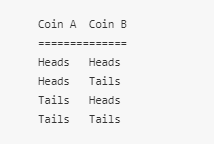 Coin A  Coin B
==============
Heads   Heads
Heads   Tails
Tails   Heads
Tails   Tails